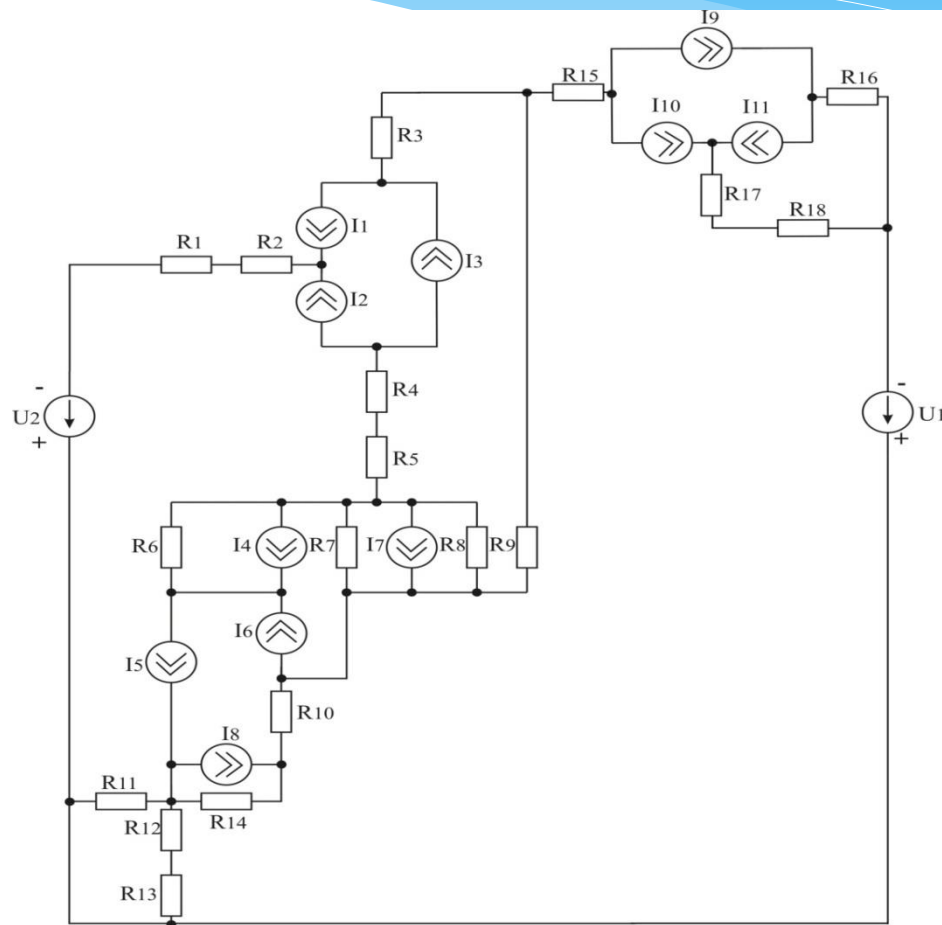 I9
R15
R16
I10
I11
R3
R17
R18
I1
R1
R2
I3
I2
R4
-
-
U2
U1
+
+
R5
R6
I4
R7
I7
R8
R9
I6
I5
R10
I8
R11
R12
R14
R13